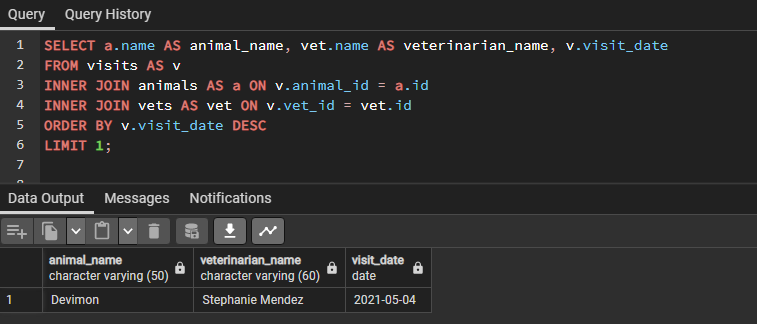 Query Query History
1 SELECT a.name AS animal_name, vet.name AS veterinarian_name, v.visit_date
2 FROM visits AS v
3 INNER JOIN animals AS a ON v.animal_id = a.id
4 INNER JOIN vets AS vet ON v.vet_id = vet.id
5 ORDER BY v.visit_date DESC
6 LIMIT 1;
7
Data Output Messages Notifications
animal_name veterinarian_name visit_date
character varying (50) character varying (60) date
1 Devimon Stephanie Mendez 2021-05-04